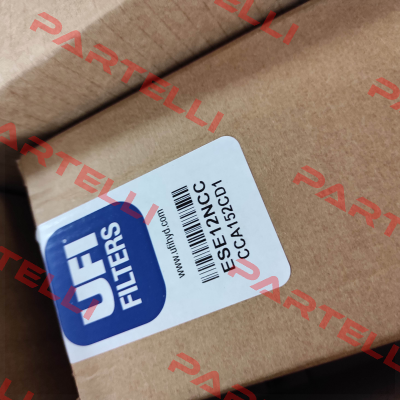 UFI
FILTERS
www.ufihyd.com
ESE12NCC
CCA152CD1
PARTELLI
PARTELLI
PARTELLI
PARTELLI
PARTELLI